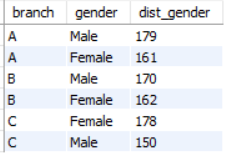 branch gender dist_gender
A Male 179
A Female 161
B Male 170
B Female 162
C Female 178
C Male 150